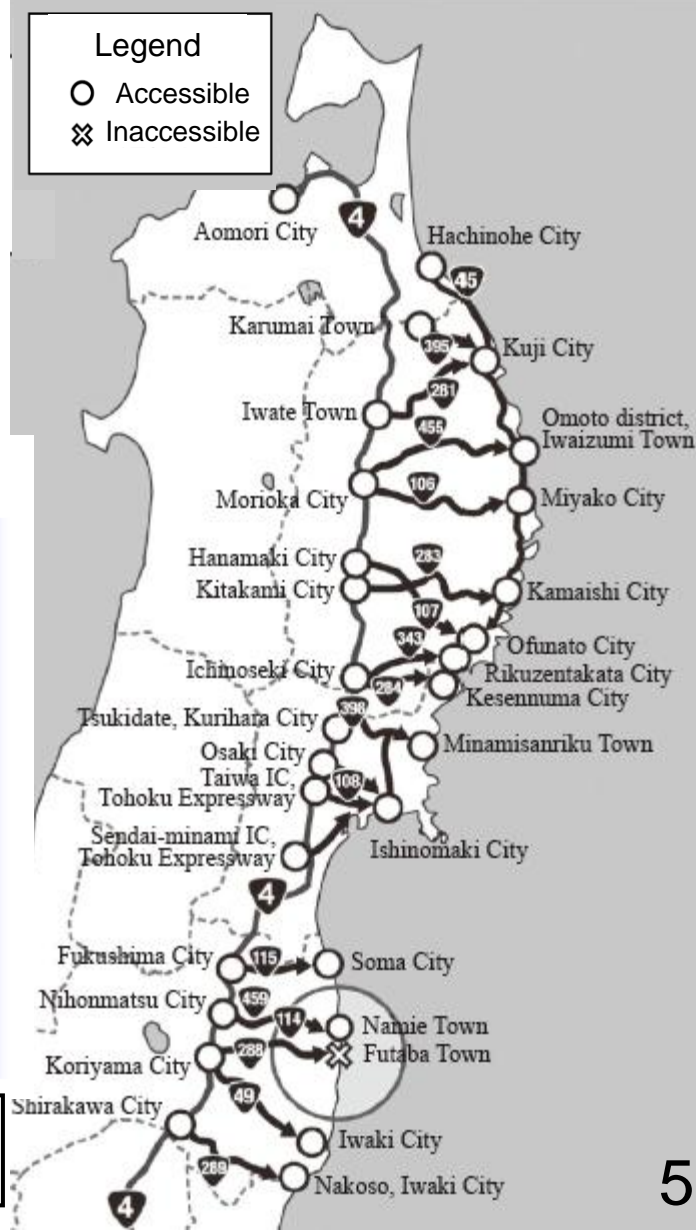 Legend
Accessible
Inaccessible
Aomori City
4
Hachinohe City
45
Karumai Town
395
Kuji City
281
Iwate Town
455
Omoto district,
Iwaizumi Town
Morioka City
106
Miyako City
Hanamaki City
283
Kitakami City
Kamaishi City
107
343
Ofunato City
Ichinoseki City
Rikuzentakata City
284
Kesennuma City
398
Tsukidate, Kurihara City
Minamisanriku Town
Osaki City
Taiwa IC,
Tohoku Expressway
108
Sendai-minami IC,
Tohoku Expressway
Ishinomaki City
4
Fukushima City
115
Soma City
Nihonmatsu City
459
114
Namie Town
Koriyama City
288
Futaba Town
49
Shirakawa City
Iwaki City
289
Nakoso, Iwaki City
4
5